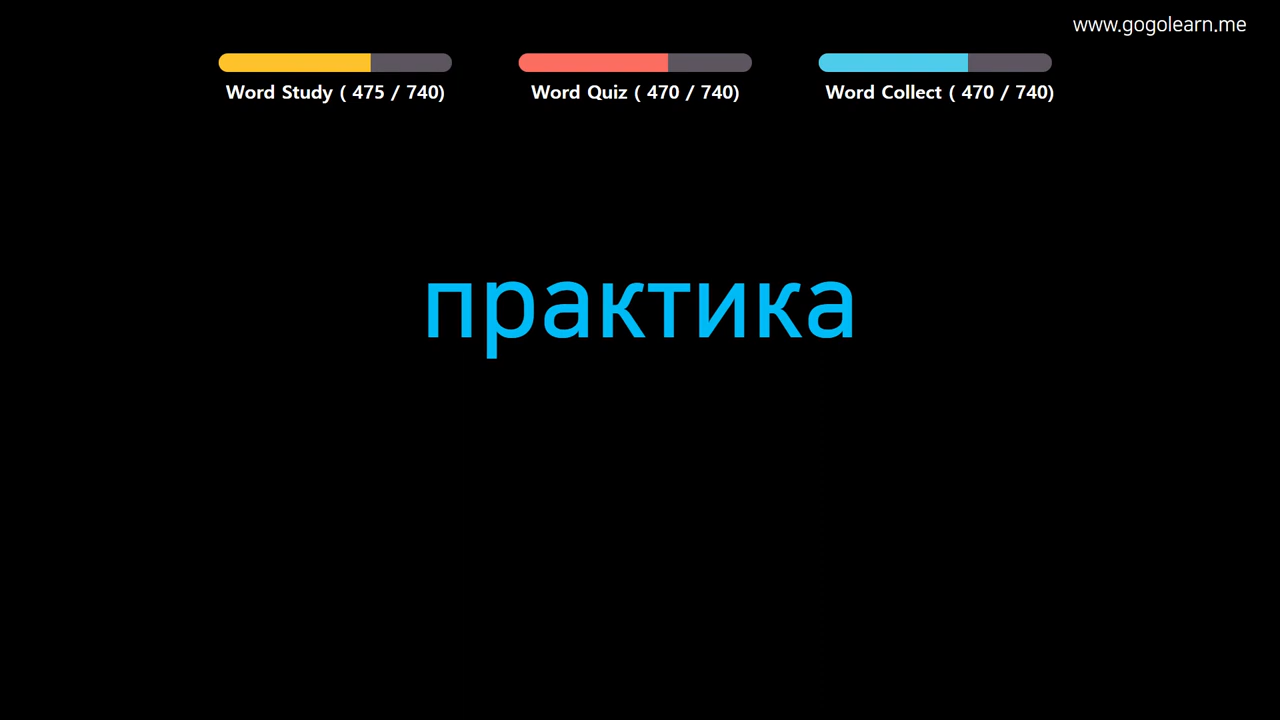 www.gogolearn.me
Word Study ( 475 / 740)
Word Quiz ( 470 / 740)
Word Collect ( 470 / 740)
практика